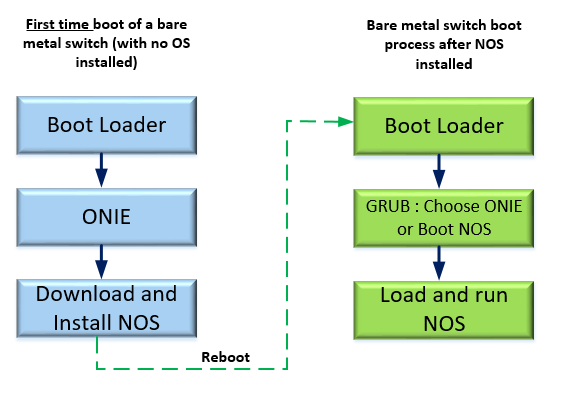 First time boot of a bare
metal switch (with no OS
installed)
Boot Loader
ONIE
Download and
Install NOS
Reboot
Bare metal switch boot
process after NOS
installed
Boot Loader
GRUB : Choose ONIE
or Boot NOS
Load and run
NOS